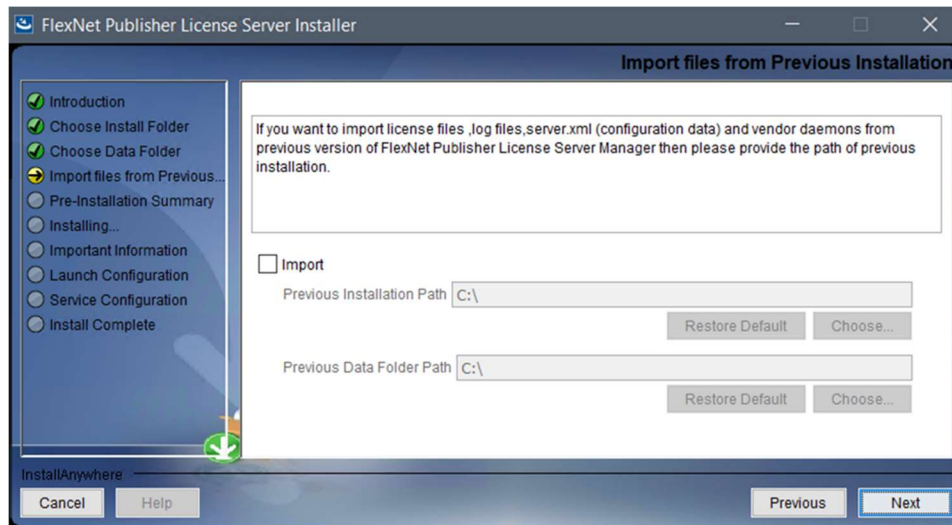 FlexNet Publisher License Server Installer
Import files from Previous Installation
Introduction
Choose Install Folder
Choose Data Folder
Import files from Previous...
Pre-Installation Summary
Installing...
Important Information
Launch Configuration
Service Configuration
Install Complete
If you want to import license files ,log files,server.xml (configuration data) and vendor daemons from
previous version of FlexNet Publisher License Server Manager then please provide the path of previous
installation.
Import
Previous Installation Path C:\
Restore Default Choose...
Previous Data Folder Path C:\
Restore Default Choose...
InstallAnywhere
Cancel Help Previous Next